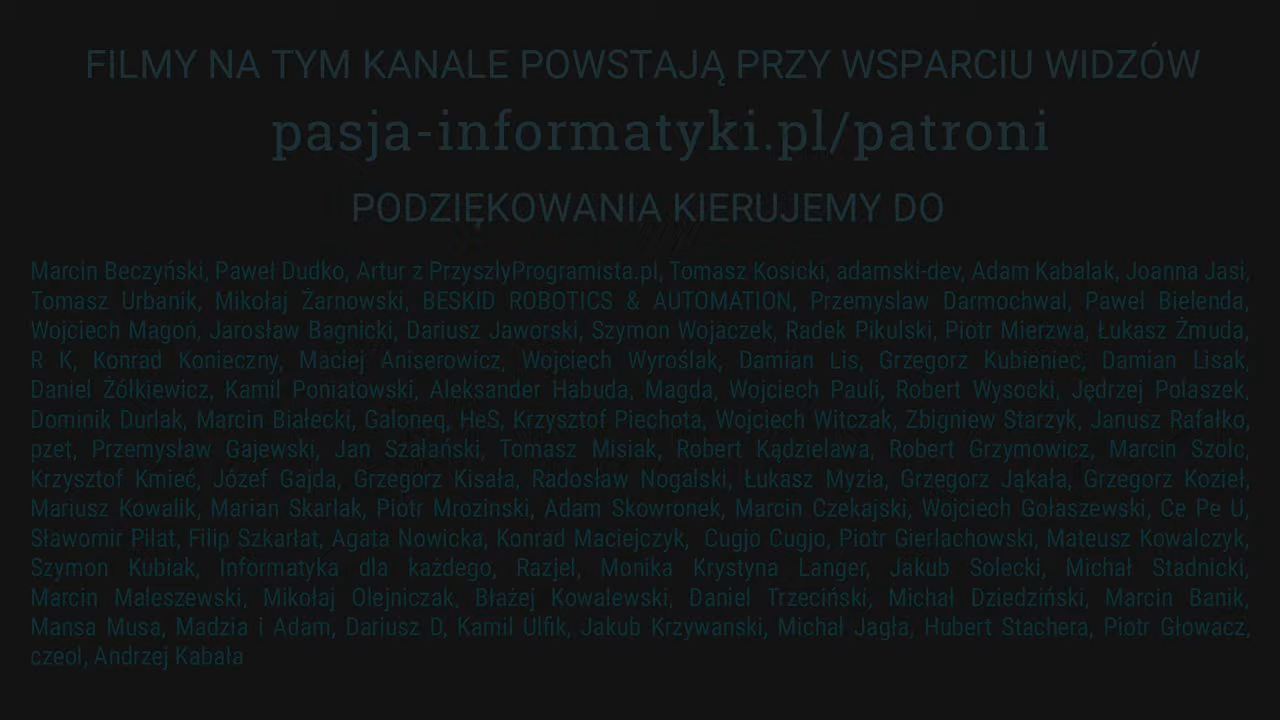 FILMY NA TYM KANALE POWSTAJĄ PRZY WSPARCIU WIDZÓW
pasja-informatyki.pl/patroni
PODZIĘKOWANIA KIERUJEMY DO
Marcin Beczyński, Paweł Dudko, Artur z PrzyszlyProgramista.pl, Tomasz Kosicki, adamski-dev, Adam Kabalak, Joanna Jasi,
Tomasz Urbanik, Mikołaj Żarnowski, BESKID ROBOTICS & AUTOMATION, Przemysław Darmochwał, Paweł Bielenda,
Wojciech Magoń, Jarosław Bagnicki, Dariusz Jaworski, Szymon Wojaczek, Radek Pikulski, Piotr Mierzwa, Łukasz Żmuda,
R K, Konrad Konieczny, Maciej Aniserowicz, Wojciech Wyroślak, Damian Lis, Grzegorz Kubieniec, Damian Lisak,
Daniel Żółkiewicz, Kamil Poniatowski, Aleksander Habuda, Magda, Wojciech Pauli, Robert Wysocki, Jędrzej Polaszek,
Dominik Durlak, Marcin Białecki, Galoneq, HeS, Krzysztof Piechota, Wojciech Witczak, Zbigniew Starzyk, Janusz Rafałko,
pzet, Przemysław Gajewski, Jan Szałański, Tomasz Misiak, Robert Kądzielawa, Robert Grzymowicz, Marcin Szolc,
Krzysztof Kmieć, Józef Gajda, Grzegorz Kisała, Radosław Nogalski, Łukasz Myzia, Grzegorz Jąkała, Grzegorz Kozieł,
Mariusz Kowalik, Marian Skarlak, Piotr Mrozinski, Adam Skowronek, Marcin Czekajski, Wojciech Gołaszewski, Ce Pe U,
Sławomir Pilat, Filip Szkarłat, Agata Nowicka, Konrad Maciejczyk, Cugjo Cugjo, Piotr Gierlachowski, Mateusz Kowalczyk,
Szymon Kubiak, Informatyka dla każdego, Razjel, Monika Krystyna Langer, Jakub Solecki, Michał Stadnicki,
Marcin Maleszewski, Mikołaj Olejniczak, Błażej Kowalewski, Daniel Trzeciński, Michał Dziedziński, Marcin Banik,
Mansa Musa, Madzia i Adam, Dariusz D, Kamil Ulfik, Jakub Krzywanski, Michał Jagła, Hubert Stachera, Piotr Głowacz,
czeol, Andrzej Kabała